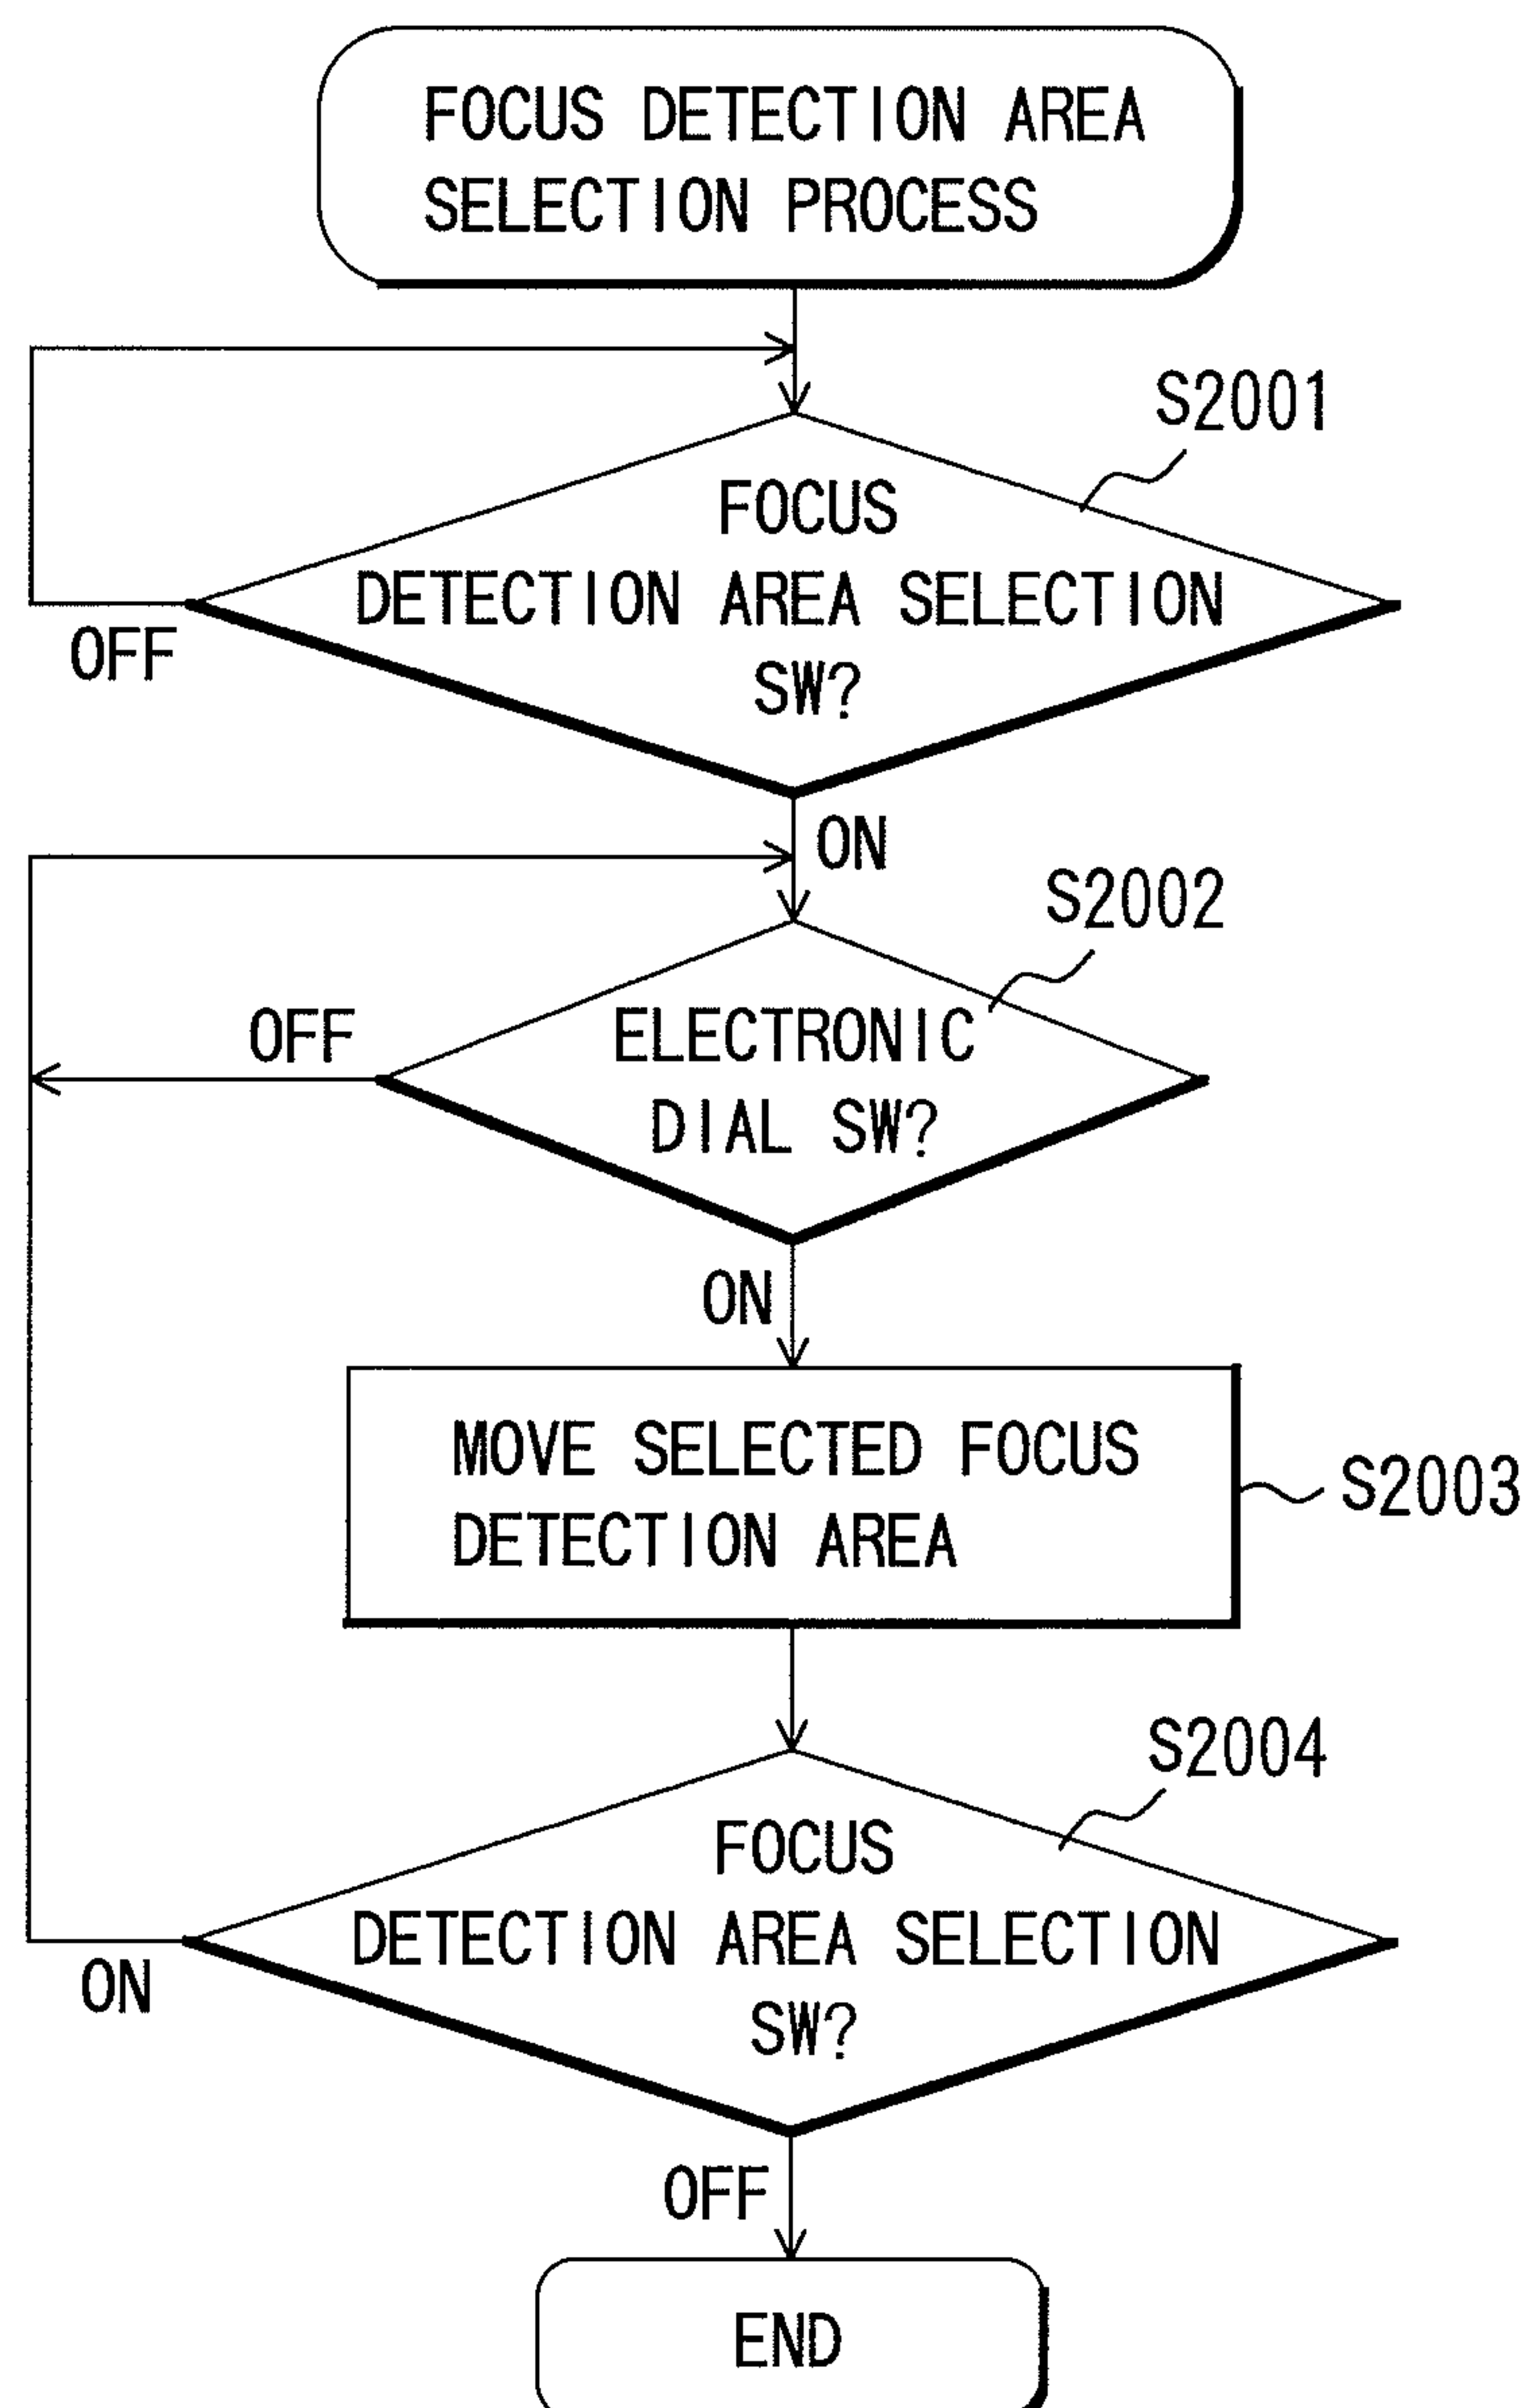 FOCUS DETECTION AREA
SELECTION PROCESS
S2001
FOCUS
DETECTION AREA SELECTION
SW?
OFF
ON
S2002
OFF
ELECTRONIC
DIAL SW?
ON
MOVE SELECTED FOCUS
DETECTION AREA
S2003
S2004
FOCUS
DETECTION AREA SELECTION
SW?
ON
OFF
END